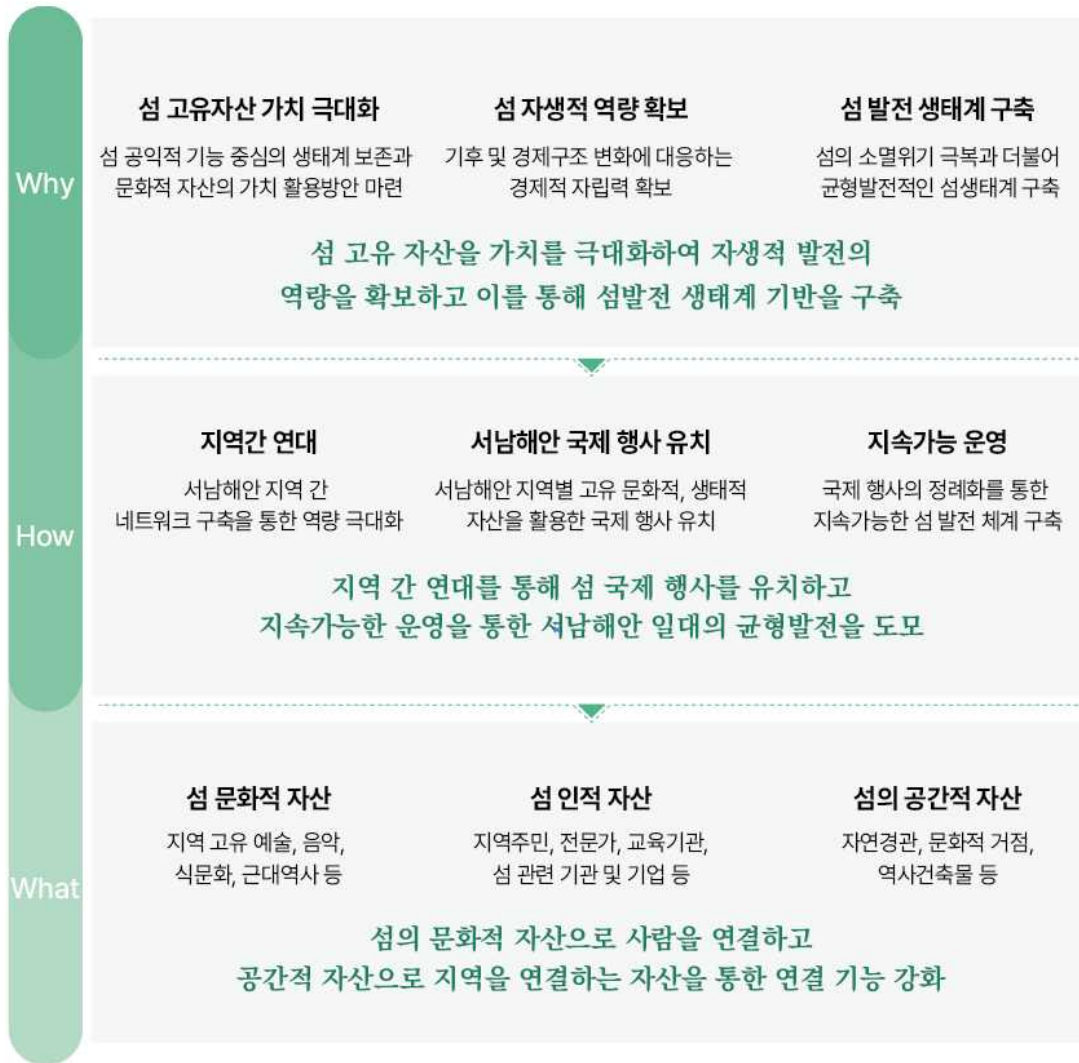 Why
섬 고유자산 가치 극대화
섬 공익적 기능 중심의 생태계 보존과
문화적 자산의 가치 활용방안 마련
섬 자생적 역량 확보
기후 및 경제구조 변화에 대응하는
경제적 자립력 확보
섬 발전 생태계 구축
섬의 소멸위기 극복과 더불어
균형발전적인 섬생태계 구축
섬 고유 자산을 가치를 극대화하여 자생적 발전의
역량을 확보하고 이를 통해 섬발전 생태계 기반을 구축
How
지역간 연대
서남해안 지역 간
네트워크 구축을 통한 역량 극대화
서남해안 국제 행사 유치
서남해안 지역별 고유 문화적, 생태적
자산을 활용한 국제 행사 유치
지속가능 운영
국제 행사의 정례화를 통한
지속가능한 섬 발전 체계 구축
지역 간 연대를 통해 섬 국제 행사를 유치하고
지속가능한 운영을 통한 서남해안 일대의 균형발전을 도모
What
섬 문화적 자산
지역 고유 예술, 음악,
식문화, 근대역사 등
섬 인적 자산
지역주민, 전문가, 교육기관,
섬 관련 기관 및 기업 등
섬의 공간적 자산
자연경관, 문화적 거점,
역사건축물 등
섬의 문화적 자산으로 사람을 연결하고
공간적 자산으로 지역을 연결하는 자산을 통한 연결 기능 강화